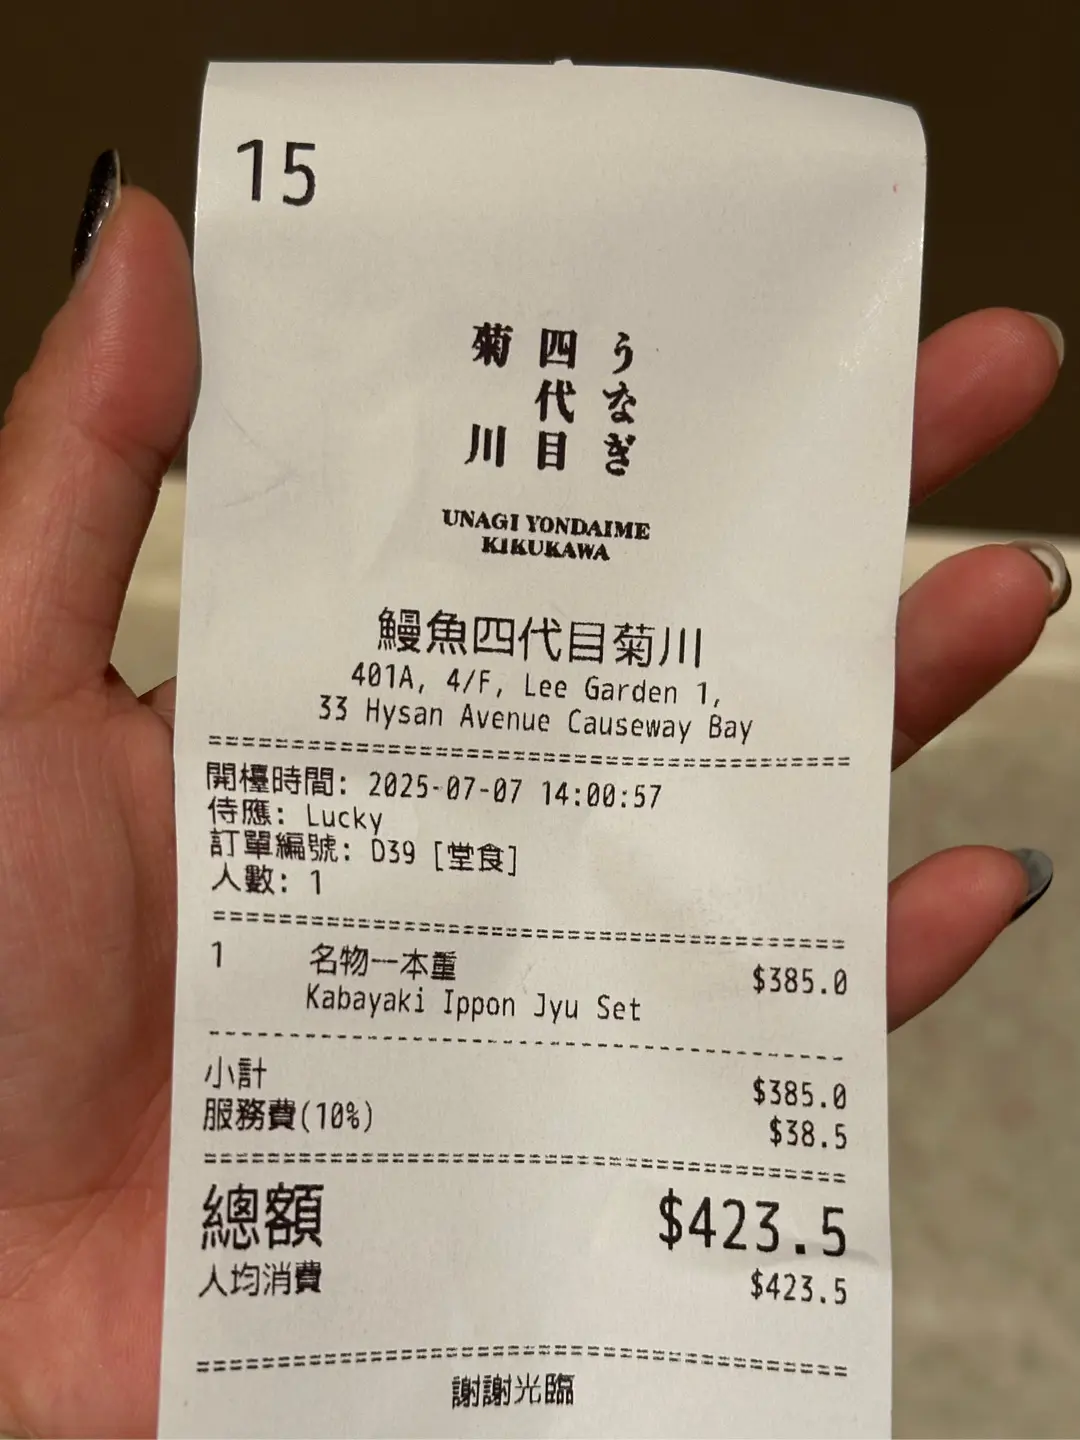 15
うなぎ
四代目
菊川
UNAGI YONDAIME
KIKUKAWA
鰻魚四代目菊川
401A, 4/F, Lee Garden 1,
33 Hysan Avenue Causeway Bay
開檯時間: 2025-07-07 14:00:57
侍應: Lucky
訂單編號: D39 [堂食]
人數: 1
1 名物一本重 $385.0
Kabayaki Ippon Jyu Set
小計 $385.0
服務費(10%) $38.5
總額 $423.5
人均消費 $423.5
謝謝光臨